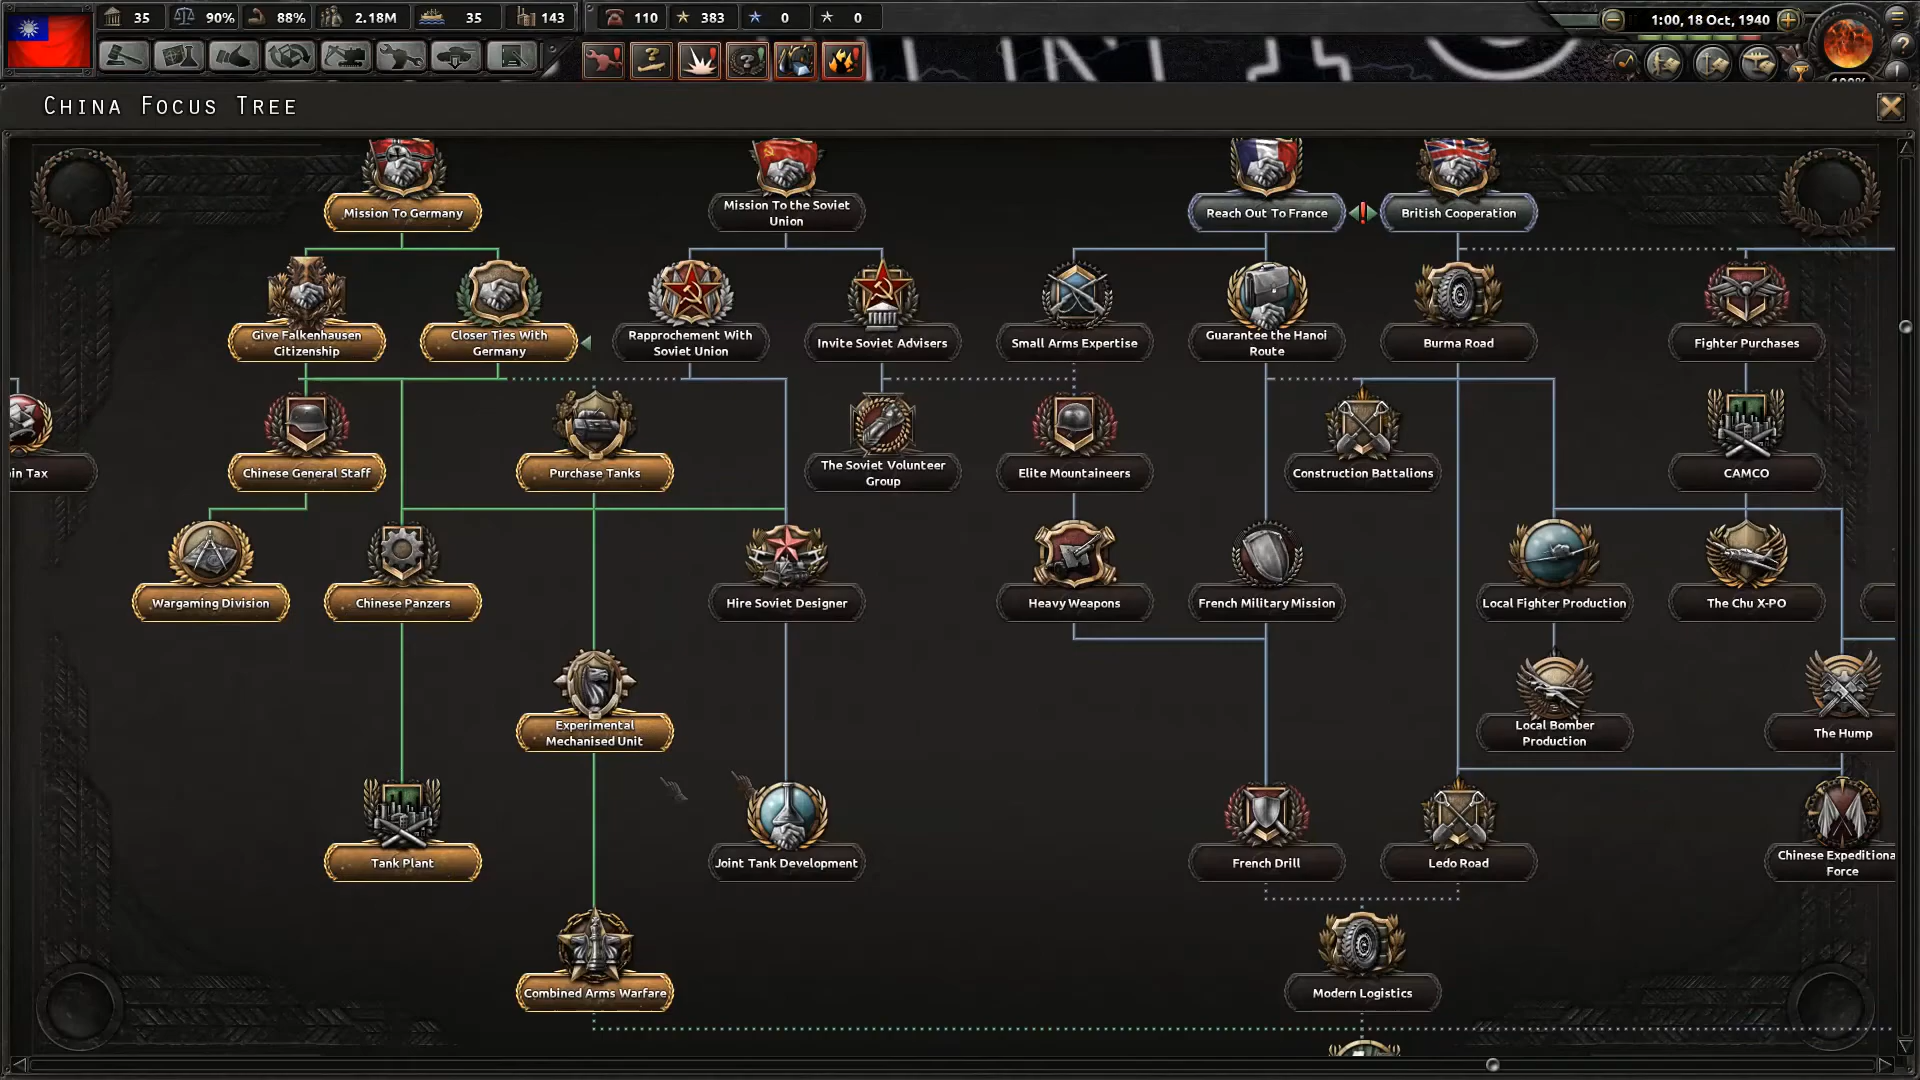 35
90%
88%
2.18M
35
143
110
383
0
0
1:00, 18 Oct, 1940
China Focus Tree
Mission To Germany
Mission To the Soviet
Union
Reach Out To France
British Cooperation
Give Falkenhausen
Citizenship
Closer Ties With
Germany
Rapprochement With
Soviet Union
Invite Soviet Advisers
Small Arms Expertise
Guarantee the Hanoi
Route
Burma Road
Fighter Purchases
in Tax
Chinese General Staff
Purchase Tanks
The Soviet Volunteer
Group
Elite Mountaineers
Construction Battalions
CAMCO
Wargaming Division
Chinese Panzers
Hire Soviet Designer
Heavy Weapons
French Military Mission
Local Fighter Production
The Chu X-PO
Experimental
Mechanised Unit
Local Bomber
Production
The Hump
Tank Plant
Joint Tank Development
French Drill
Ledo Road
Chinese Expeditiona
Force
Combined Arms Warfare
Modern Logistics